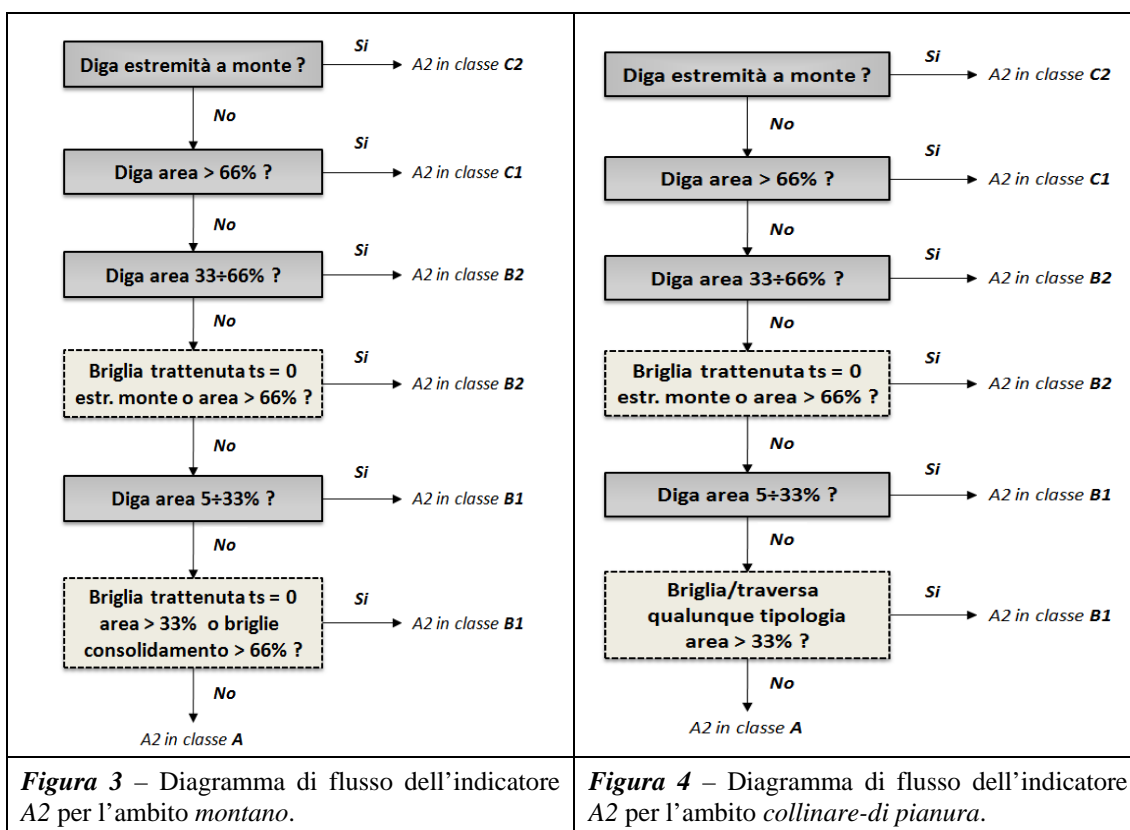 Diga estremità a monte ?
Si
A2 in classe C2
No
Diga area > 66% ?
Si
A2 in classe C1
No
Diga area 33÷66% ?
Si
A2 in classe B2
No
Briglia trattenuta ts = 0
estr. monte o area > 66% ?
Si
A2 in classe B2
No
Diga area 5÷33% ?
Si
A2 in classe B1
No
Briglia trattenuta ts = 0
area > 33% o briglie
consolidamento > 66% ?
Si
A2 in classe B1
No
A2 in classe A
Figura 3 – Diagramma di flusso dell’indicatore
A2 per l’ambito montano.
Diga estremità a monte ?
Si
A2 in classe C2
No
Diga area > 66% ?
Si
A2 in classe C1
No
Diga area 33÷66% ?
Si
A2 in classe B2
No
Briglia trattenuta ts = 0
estr. monte o area > 66% ?
Si
A2 in classe B2
No
Diga area 5÷33% ?
Si
A2 in classe B1
No
Briglia/traversa
qualunque tipologia
area > 33% ?
Si
A2 in classe B1
No
A2 in classe A
Figura 4 – Diagramma di flusso dell’indicatore
A2 per l’ambito collinare-di pianura.